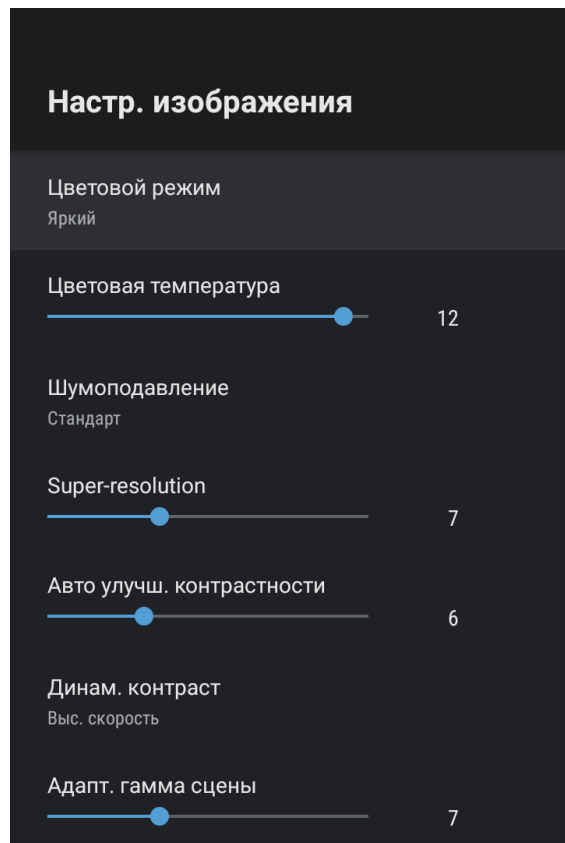 Настр. изображения
Цветовой режим
Яркий
Цветовая температура
12
Шумоподавление
Стандарт
Super-resolution
7
Авто улучш. контрастности
6
Динам. контраст
Выс. скорость
Адапт. гамма сцены
7